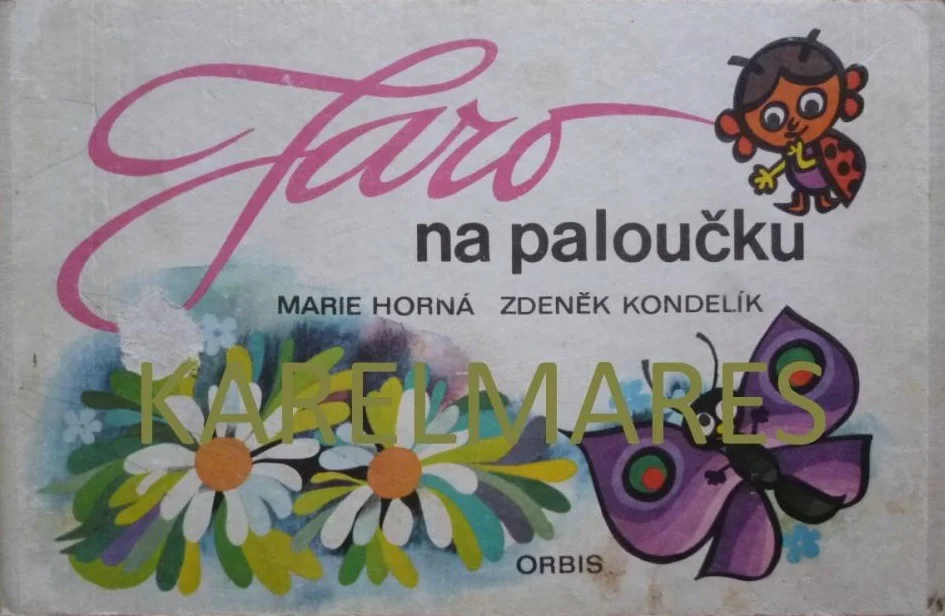 Jaro
na paloučku
MARIE HORNÁ ZDENĚK KONDELÍK
KARELMARES
ORBIS